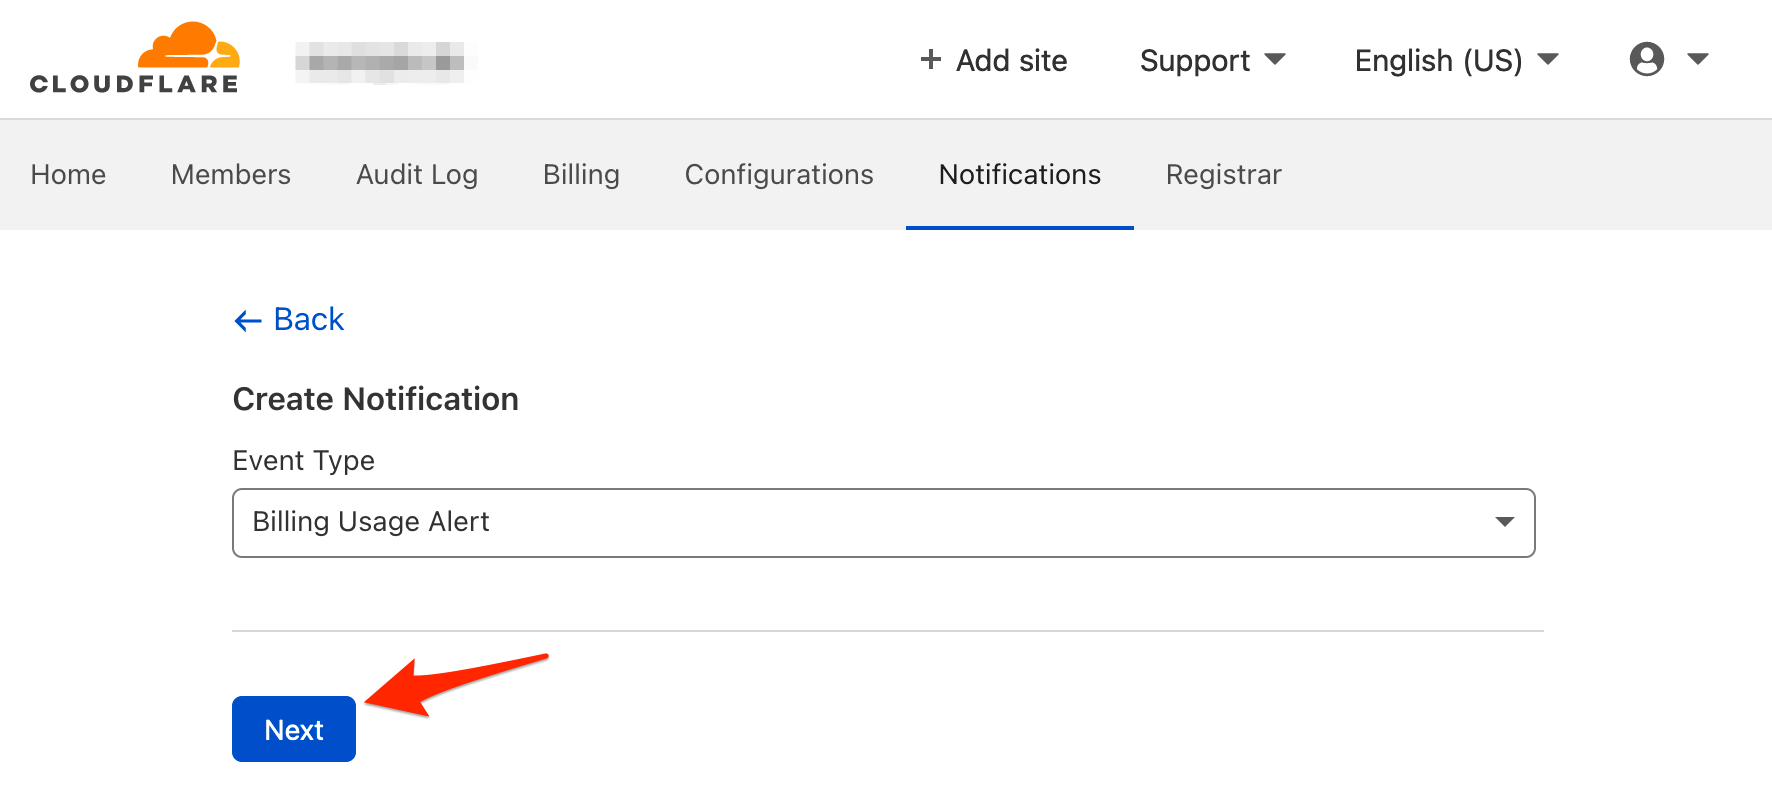 CLOUDFLARE
+ Add site
Support
English (US)
Home
Members
Audit Log
Billing
Configurations
Notifications
Registrar
← Back
Create Notification
Event Type
Billing Usage Alert
Next